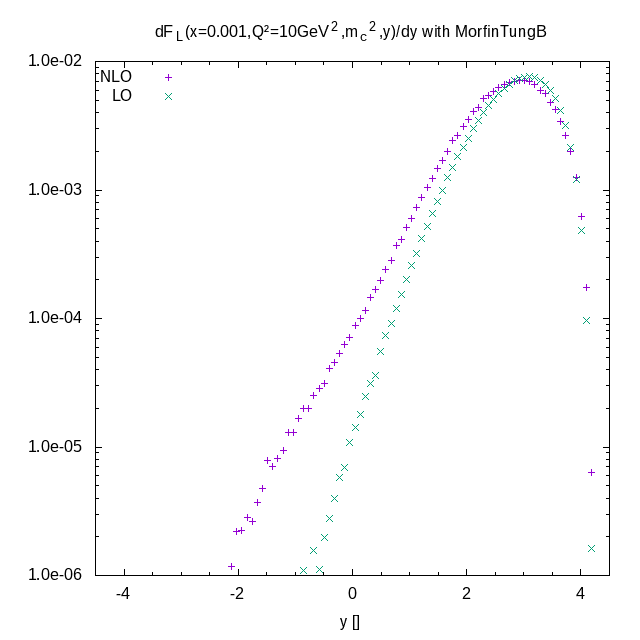 dF_L(x=0.001,Q²=10GeV²,m_c²,y)/dy with MorfinTungB
1.0e-02
NLO
LO
1.0e-03
1.0e-04
1.0e-05
1.0e-06
-4 -2 0 2 4
y []